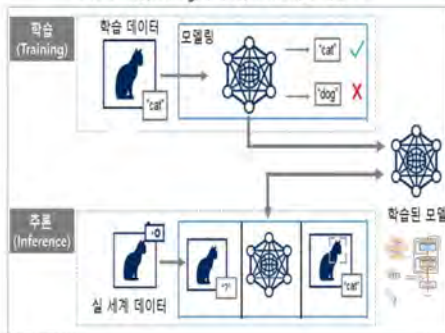 학습
(Training)
학습 데이터
"cat"
모델링
"cat"
"dog"
학습된 모델
추론
(Inference)
실 세계 데이터
"?"
"cat"